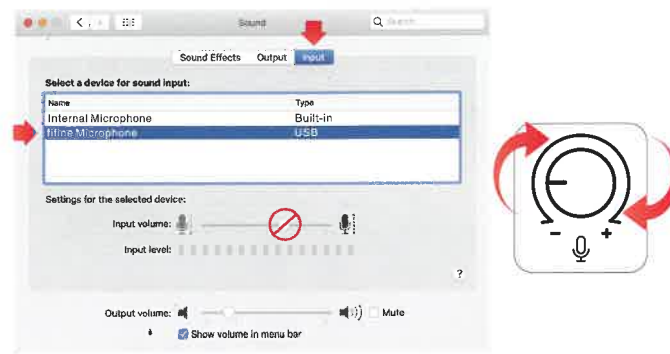 Sound
Search
Sound Effects Output Input
Select a device for sound input:
Name Type
Internal Microphone Built-in
fifine Microphone USB
Settings for the selected device:
Input volume:
Input level:
?
Output volume: Mute
Show volume in menu bar
- +